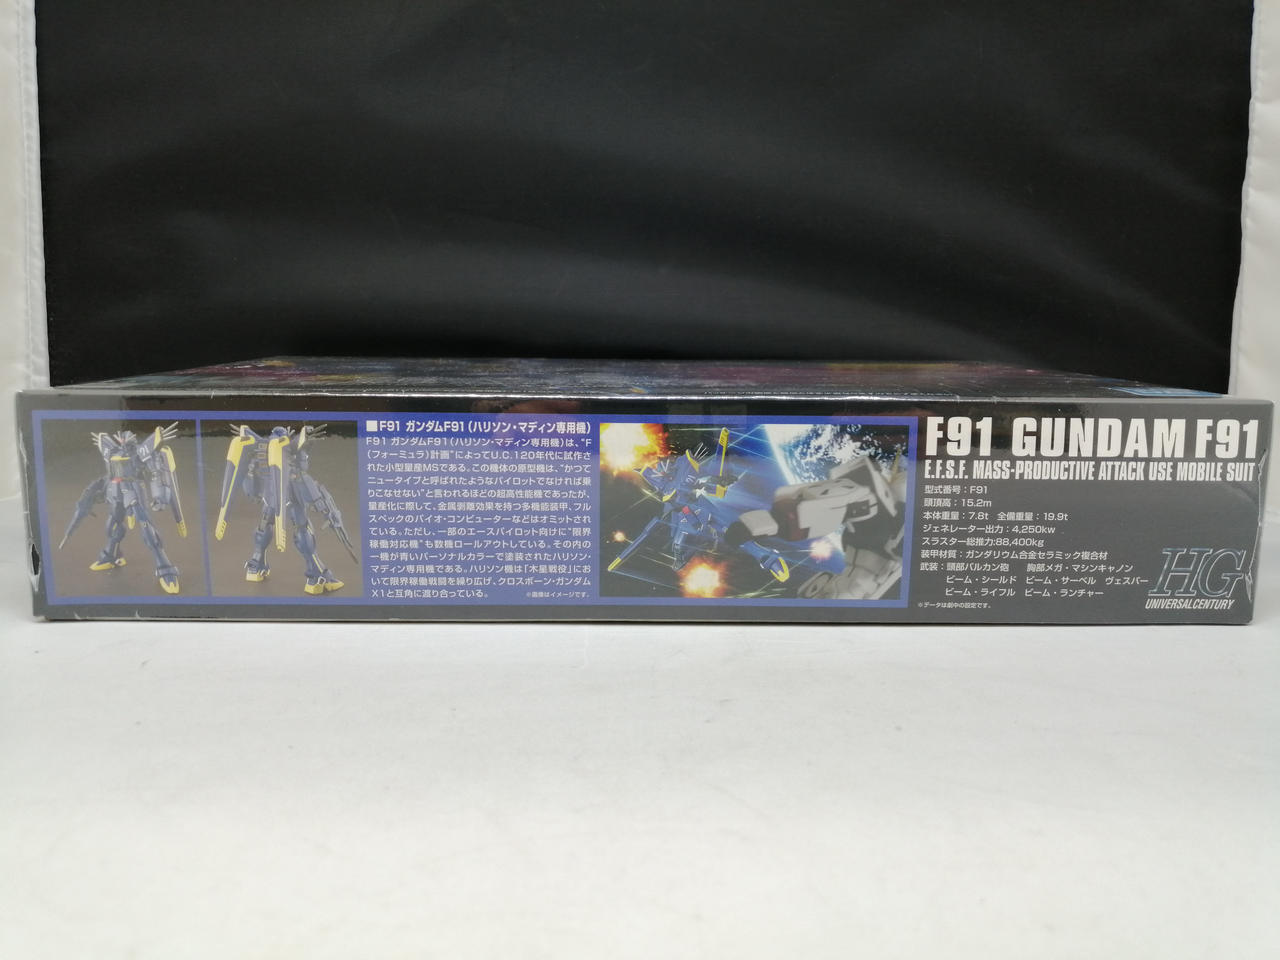 ■F91 ガンダムF91(ハリソン・マディン専用機)
F91 ガンダムF91(ハリソン・マディン専用機)は、“F
(フォーミュラ)計画”によってU.C.120年代に試作さ
れた小型量産MSである。この機体の原型機は、“かつて
ニュータイプと呼ばれたようなパイロットでなければ乗
りこなせない”と言われるほどの超高性能機であったが、
量産化に際して、金属剥離効果を持つ多機能装甲、フル
スペックのバイオ・コンピューターなどはオミットされ
ている。ただし、一部のエースパイロット向けに“限界
稼働対応機”も数機ロールアウトしている。その内の
一機が青いパーソナルカラーで塗装されたハリソン・
マディン専用機である。ハリソン機は「木星戦役」にお
いて限界稼働戦闘を繰り広げ、クロスボーン・ガンダム
X1と互角に渡り合っている。
※画像はイメージです。
F91 GUNDAM F91
E.F.S.F. MASS-PRODUCTIVE ATTACK USE MOBILE SUIT
型式番号：F91
頭頂高：15.2m
本体重量：7.8t 全備重量：19.9t
ジェネレーター出力：4,250kw
スラスター総推力:88,400kg
装甲材質：ガンダリウム合金セラミック複合材
武装：頭部バルカン砲 胸部メガ・マシンキャノン
ビーム・シールド ビーム・サーベル ヴェスバー
ビーム・ライフル ビーム・ランチャー
※データは劇中の設定です。
HG
UNIVERSAL CENTURY